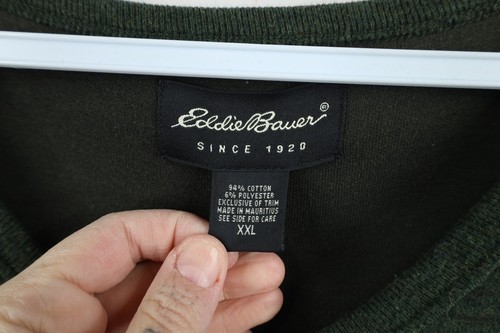 Eddie Bauer®
SINCE 1920
94% COTTON
6% POLYESTER
EXCLUSIVE OF TRIM
MADE IN MAURITIUS
SEE SIDE FOR CARE
XXL